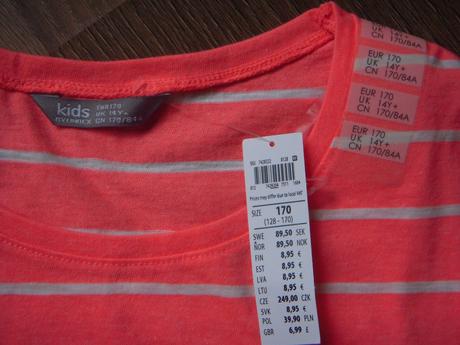 kids EUR170
UK 14Y+
CN 170/84A
EUR 170
UK 14Y+
CN 170/84A
EUR 170
UK 14Y+
CN 170/84A
EUR 170
UK 14Y+
CN 170/84A
Prices may differ due to local VAT
SIZE 170
(128 - 170)
SWE 89,50 SEK
NOR 89,50 NOK
FIN 8,95 €
EST 8,95 €
LVA 8,95 €
LTU 8,95 €
CZE 249,00 CZK
SVK 8,95 €
POL 39,90 PLN
GBR 6,99 £